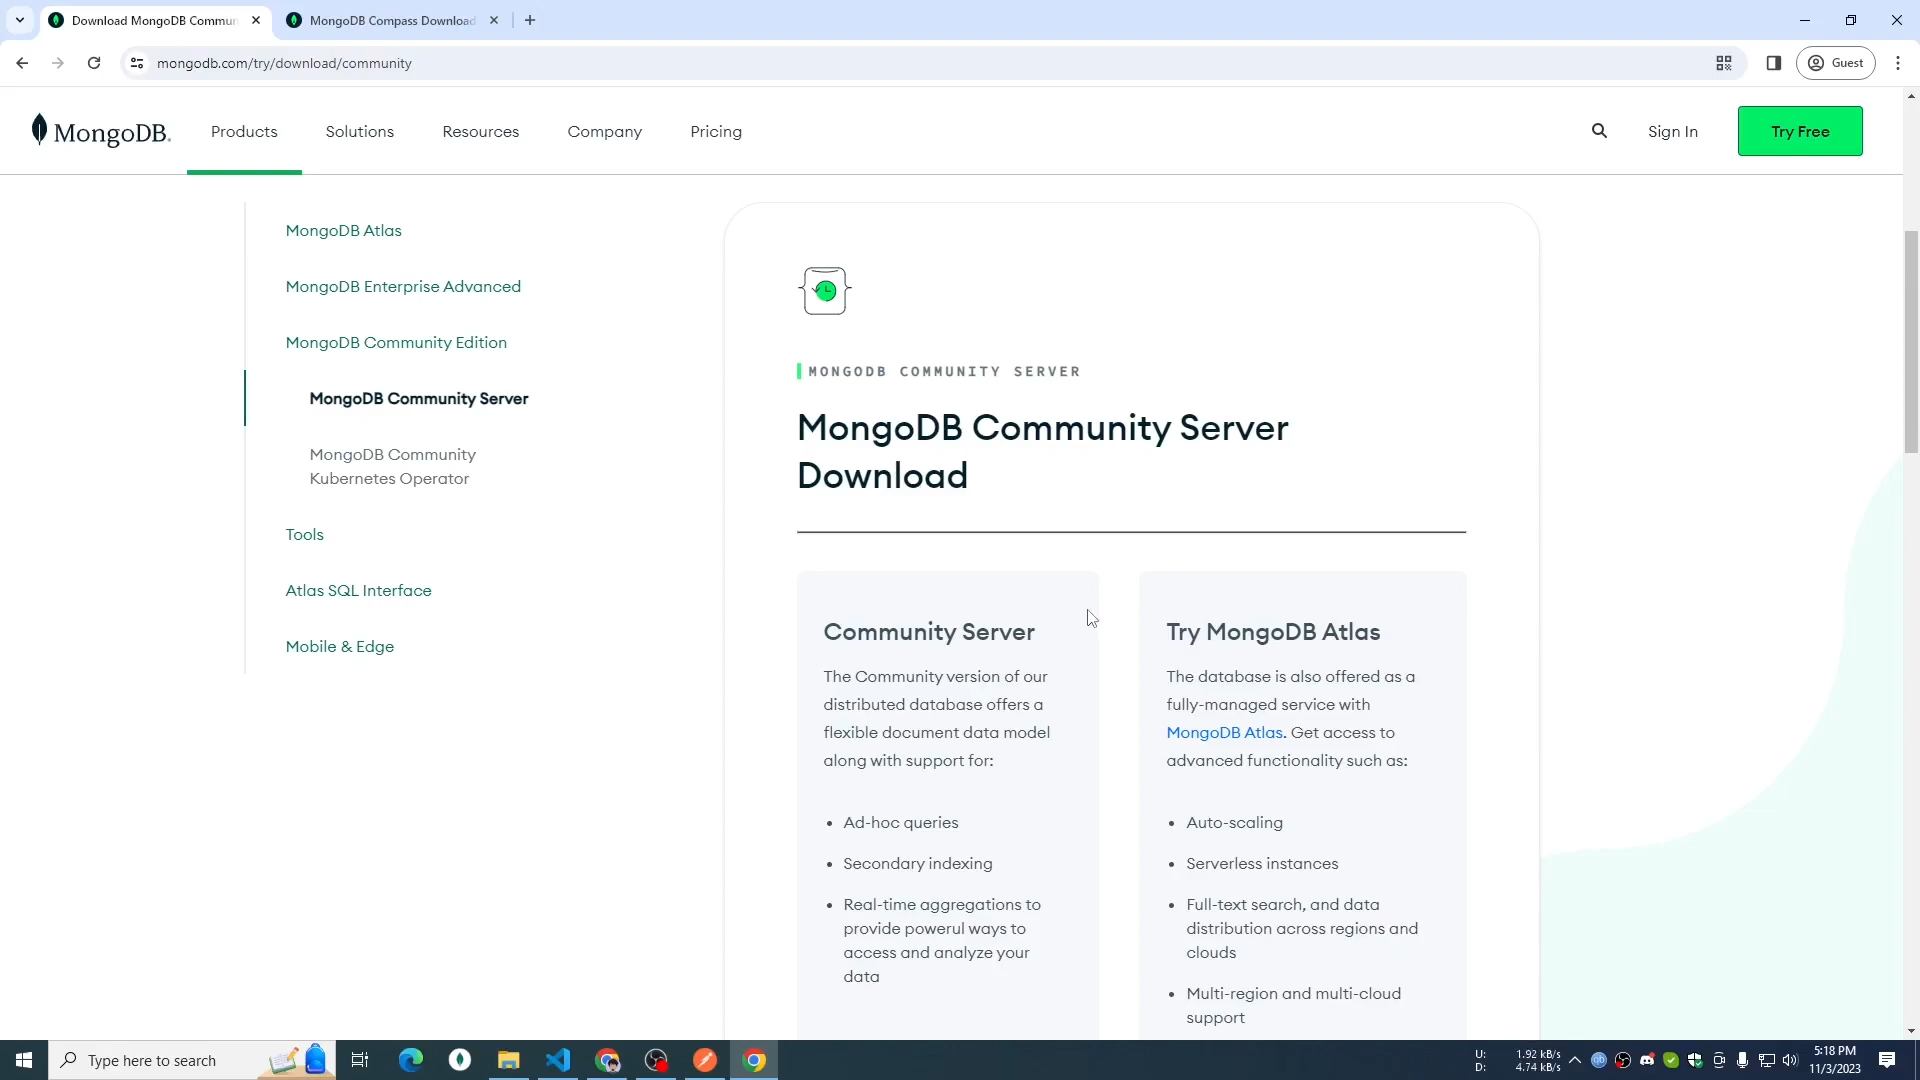 Download MongoDB Commun
MongoDB Compass Download
mongodb.com/try/download/community
Guest
MongoDB.
Products
Solutions
Resources
Company
Pricing
Sign In
Try Free
MongoDB Atlas
MongoDB Enterprise Advanced
MongoDB Community Edition
MongoDB Community Server
MongoDB Community
Kubernetes Operator
Tools
Atlas SQL Interface
Mobile & Edge
MONGODB COMMUNITY SERVER
MongoDB Community Server
Download
Community Server
The Community version of our
distributed database offers a
flexible document data model
along with support for:
• Ad-hoc queries
• Secondary indexing
• Real-time aggregations to
provide powerul ways to
access and analyze your
data
Try MongoDB Atlas
The database is also offered as a
fully-managed service with
MongoDB Atlas. Get access to
advanced functionality such as:
• Auto-scaling
• Serverless instances
• Full-text search, and data
distribution across regions and
clouds
• Multi-region and multi-cloud
support
Type here to search
U: 1.92 kB/s
D: 4.74 kB/s
5:18 PM
11/3/2023